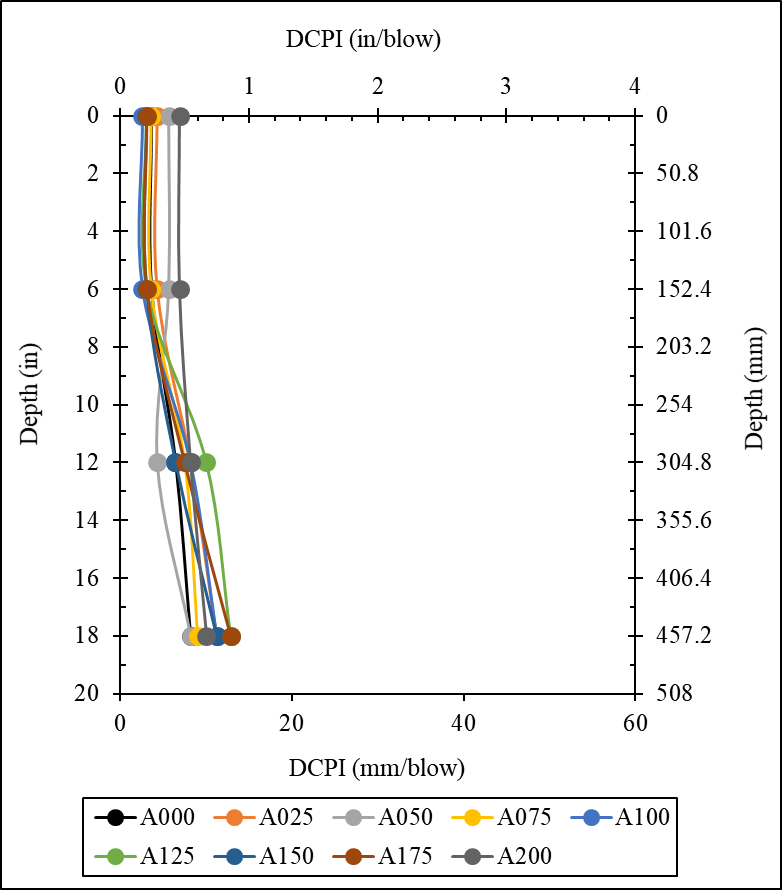 DCPI (in/blow)
0 1 2 3 4
0 0
2 50.8
4 101.6
6 152.4
8 203.2
10 254
12 304.8
14 355.6
16 406.4
18 457.2
20 508
Depth (in)
Depth (mm)
0 20 40 60
DCPI (mm/blow)
A000 A025 A050 A075 A100
A125 A150 A175 A200